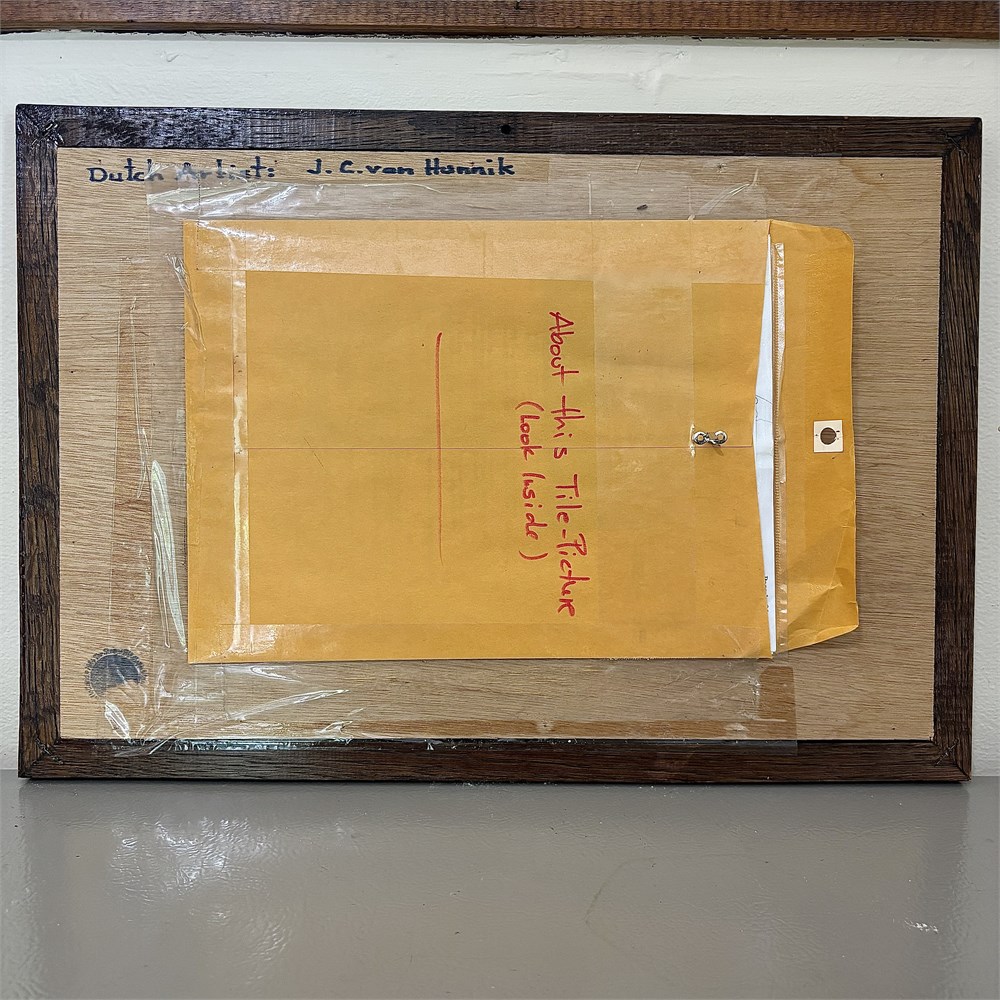 Dutch Artist: J. C. van Hunnik
About this Tile-Picture
(Look Inside)